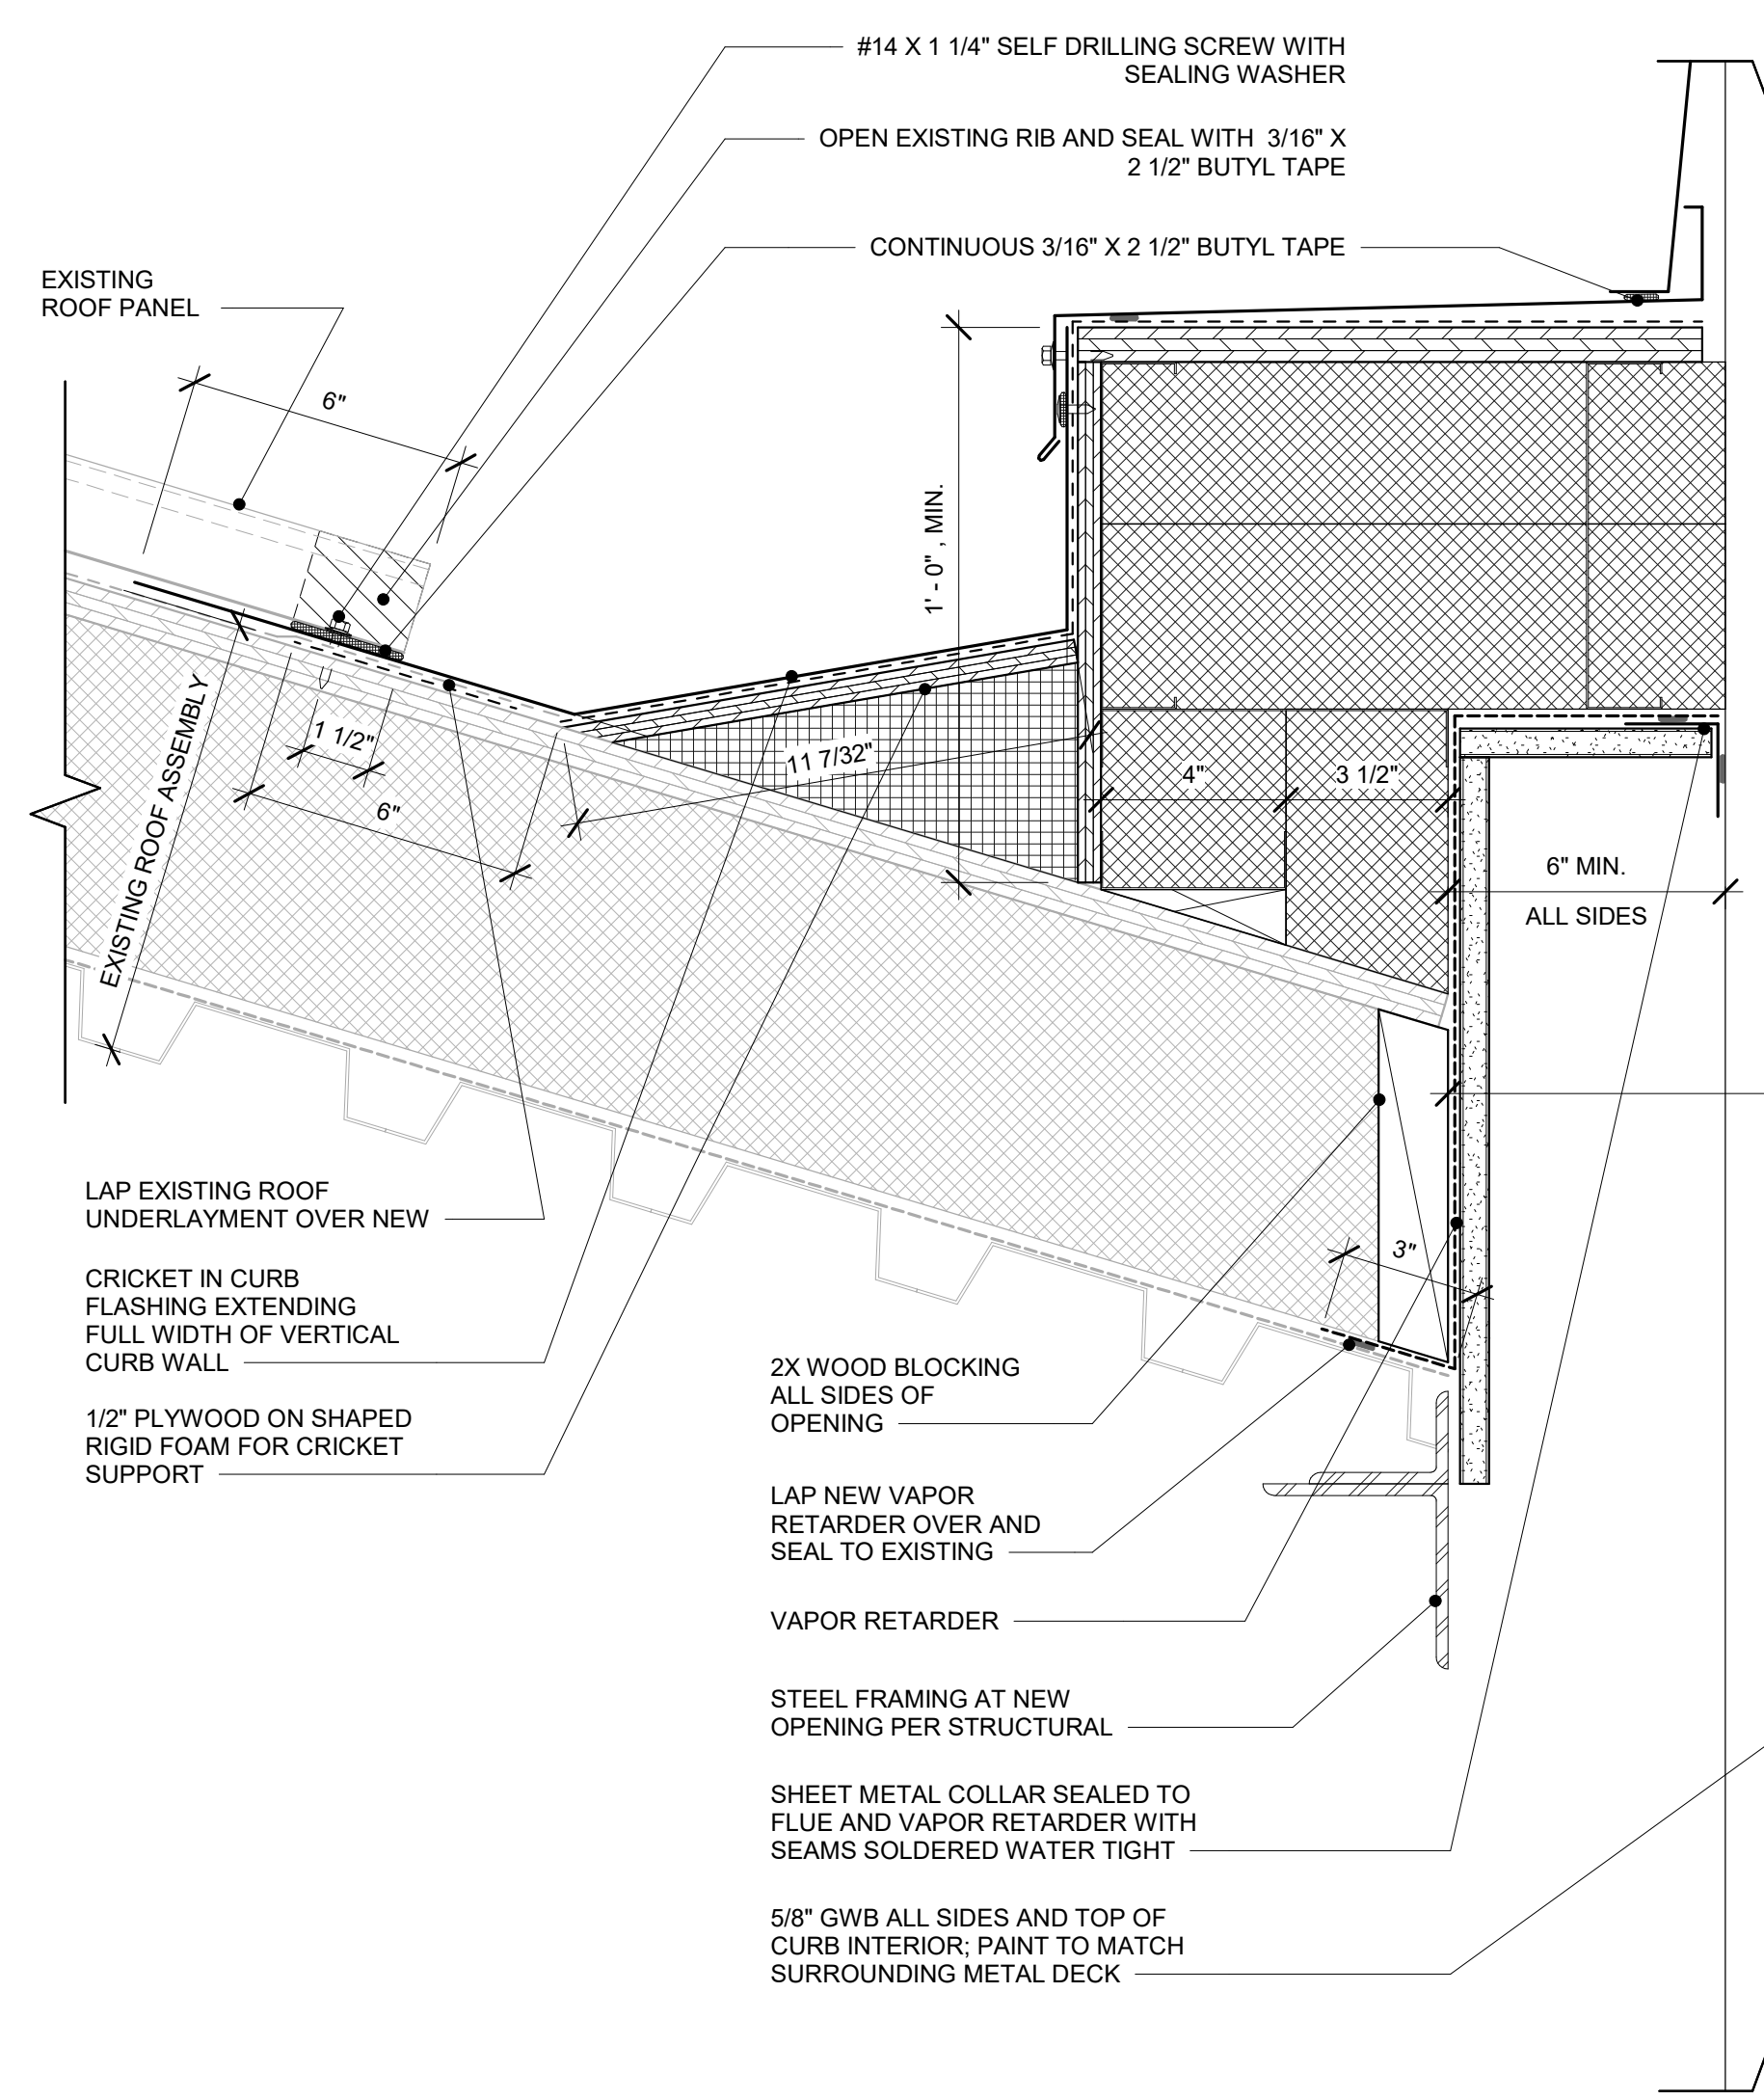 #14 X 1 1/4" SELF DRILLING SCREW WITH
SEALING WASHER
OPEN EXISTING RIB AND SEAL WITH 3/16" X
2 1/2" BUTYL TAPE
CONTINUOUS 3/16" X 2 1/2" BUTYL TAPE
EXISTING
ROOF PANEL
6"
1' - 0" , MIN.
EXISTING ROOF ASSEMBLY
1 1/2"
6"
11 7/32"
4"
3 1/2"
6" MIN.
ALL SIDES
3"
LAP EXISTING ROOF
UNDERLAYMENT OVER NEW
CRICKET IN CURB
FLASHING EXTENDING
FULL WIDTH OF VERTICAL
CURB WALL
1/2" PLYWOOD ON SHAPED
RIGID FOAM FOR CRICKET
SUPPORT
2X WOOD BLOCKING
ALL SIDES OF
OPENING
LAP NEW VAPOR
RETARDER OVER AND
SEAL TO EXISTING
VAPOR RETARDER
STEEL FRAMING AT NEW
OPENING PER STRUCTURAL
SHEET METAL COLLAR SEALED TO
FLUE AND VAPOR RETARDER WITH
SEAMS SOLDERED WATER TIGHT
5/8" GWB ALL SIDES AND TOP OF
CURB INTERIOR; PAINT TO MATCH
SURROUNDING METAL DECK